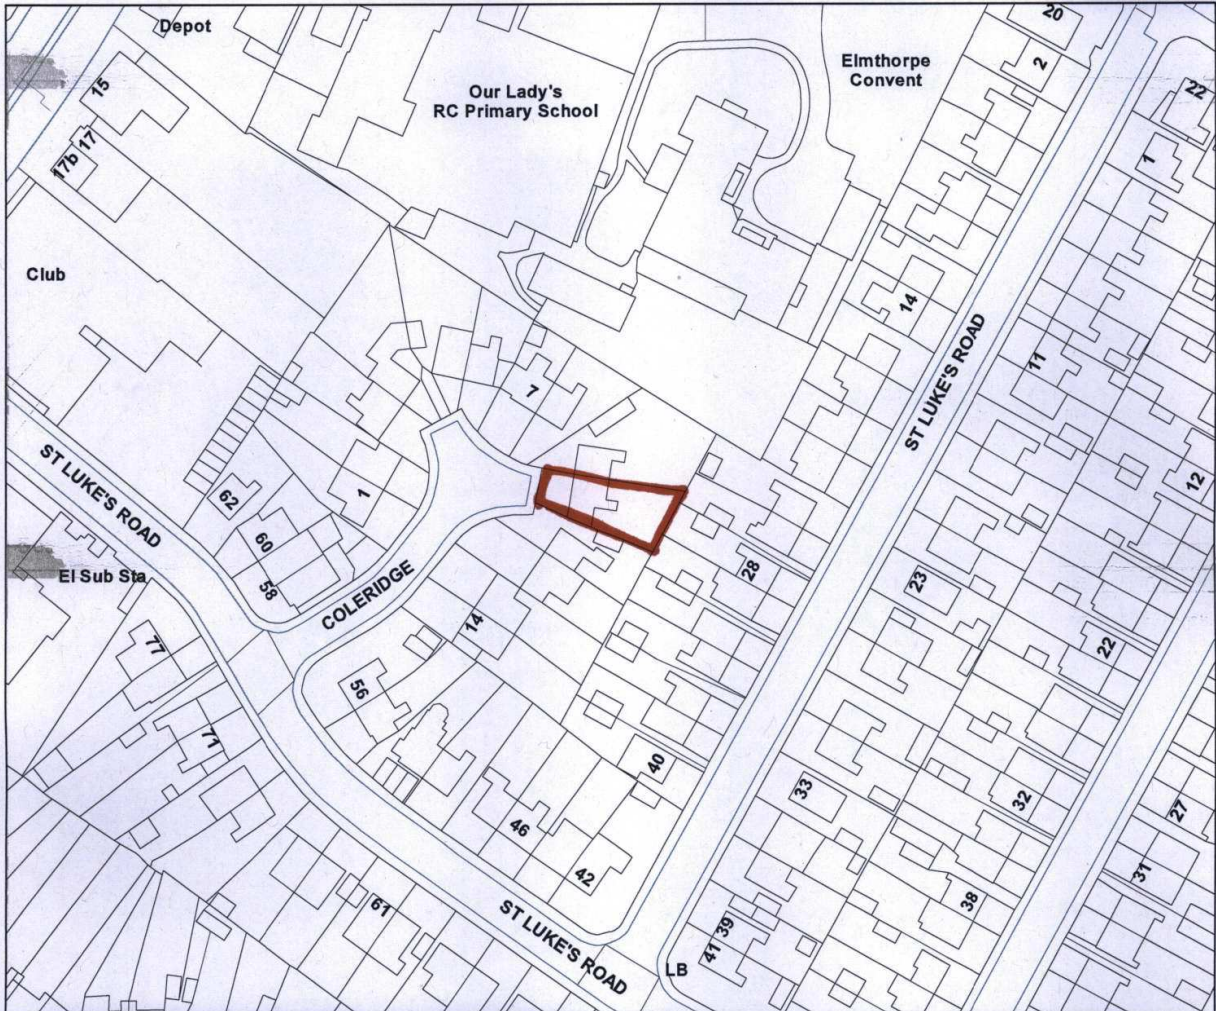 Depot
20
Elmthorpe
Convent
2
15
Our Lady's
RC Primary School
22
17b 17
1
Club
14
ST LUKE'S ROAD
11
7
12
ST LUKE'S ROAD
62
1
60
58
El Sub Sta
COLERIDGE
28
23
14
77
22
56
71
40
33
32
46
27
42
31
61
38
ST LUKE'S ROAD
41 39
LB